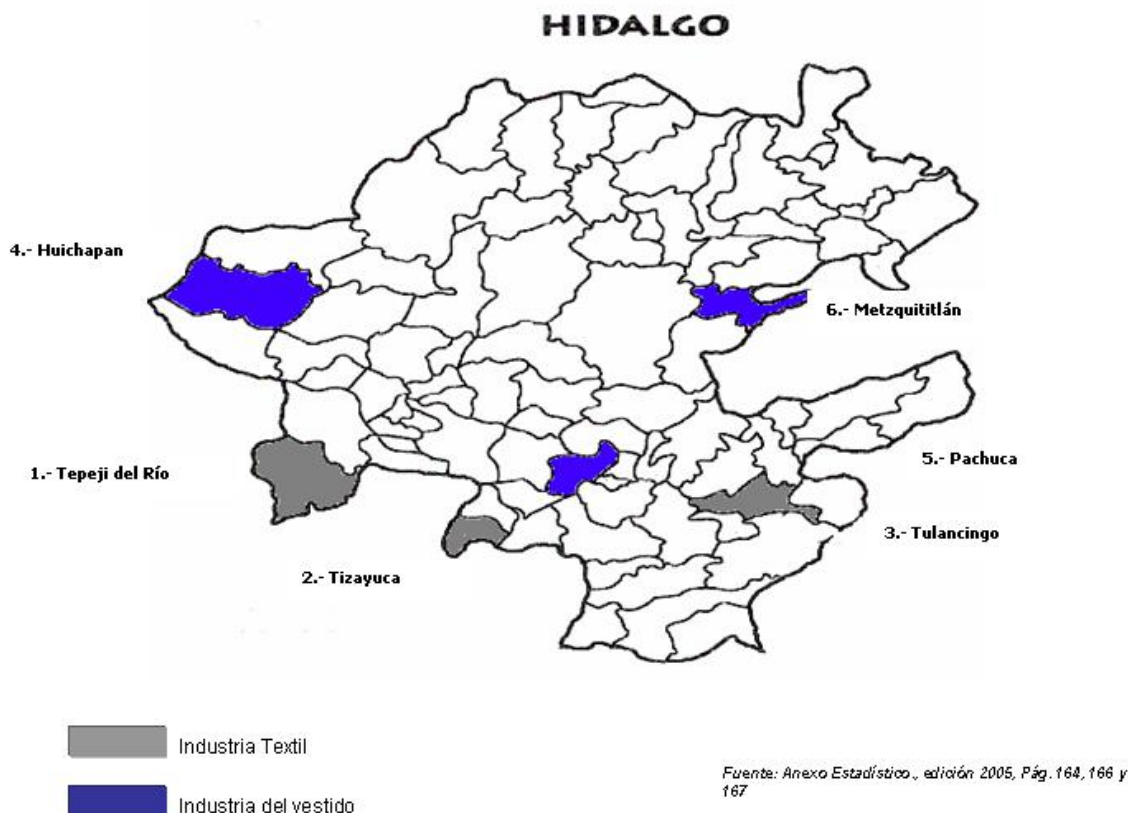 HIDALGO
4.- Huichapan
6.- Metzquititlán
1.- Tepeji del Río
5.- Pachuca
3.- Tulancingo
2.- Tizayuca
Industria Textil
Industria del vestido
Fuente: Anexo Estadístico., edición 2005, Pág. 164, 166 y
167